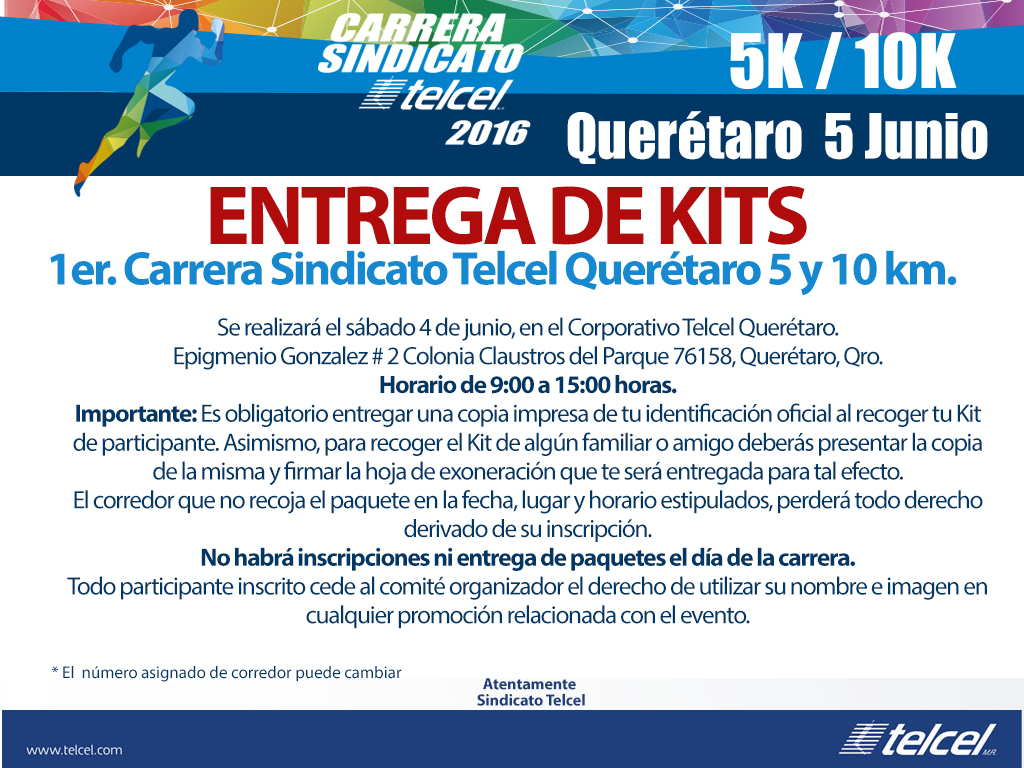 CARRERA
SINDICATO
telcel
2016
5K / 10K
Querétaro 5 Junio
ENTREGA DE KITS
1er. Carrera Sindicato Telcel Querétaro 5 y 10 km.
Se realizará el sábado 4 de junio, en el Corporativo Telcel Querétaro.
Epigmenio Gonzalez # 2 Colonia Claustros del Parque 76158, Querétaro, Qro.
Horario de 9:00 a 15:00 horas.
Importante: Es obligatorio entregar una copia impresa de tu identificación oficial al recoger tu Kit
de participante. Asimismo, para recoger el Kit de algún familiar o amigo deberás presentar la copia
de la misma y firmar la hoja de exoneración que te será entregada para tal efecto.
El corredor que no recoja el paquete en la fecha, lugar y horario estipulados, perderá todo derecho
derivado de su inscripción.
No habrá inscripciones ni entrega de paquetes el día de la carrera.
Todo participante inscrito cede al comité organizador el derecho de utilizar su nombre e imagen en
cualquier promoción relacionada con el evento.
* El número asignado de corredor puede cambiar
Atentamente
Sindicato Telcel
www.telcel.com
telcel M.R.